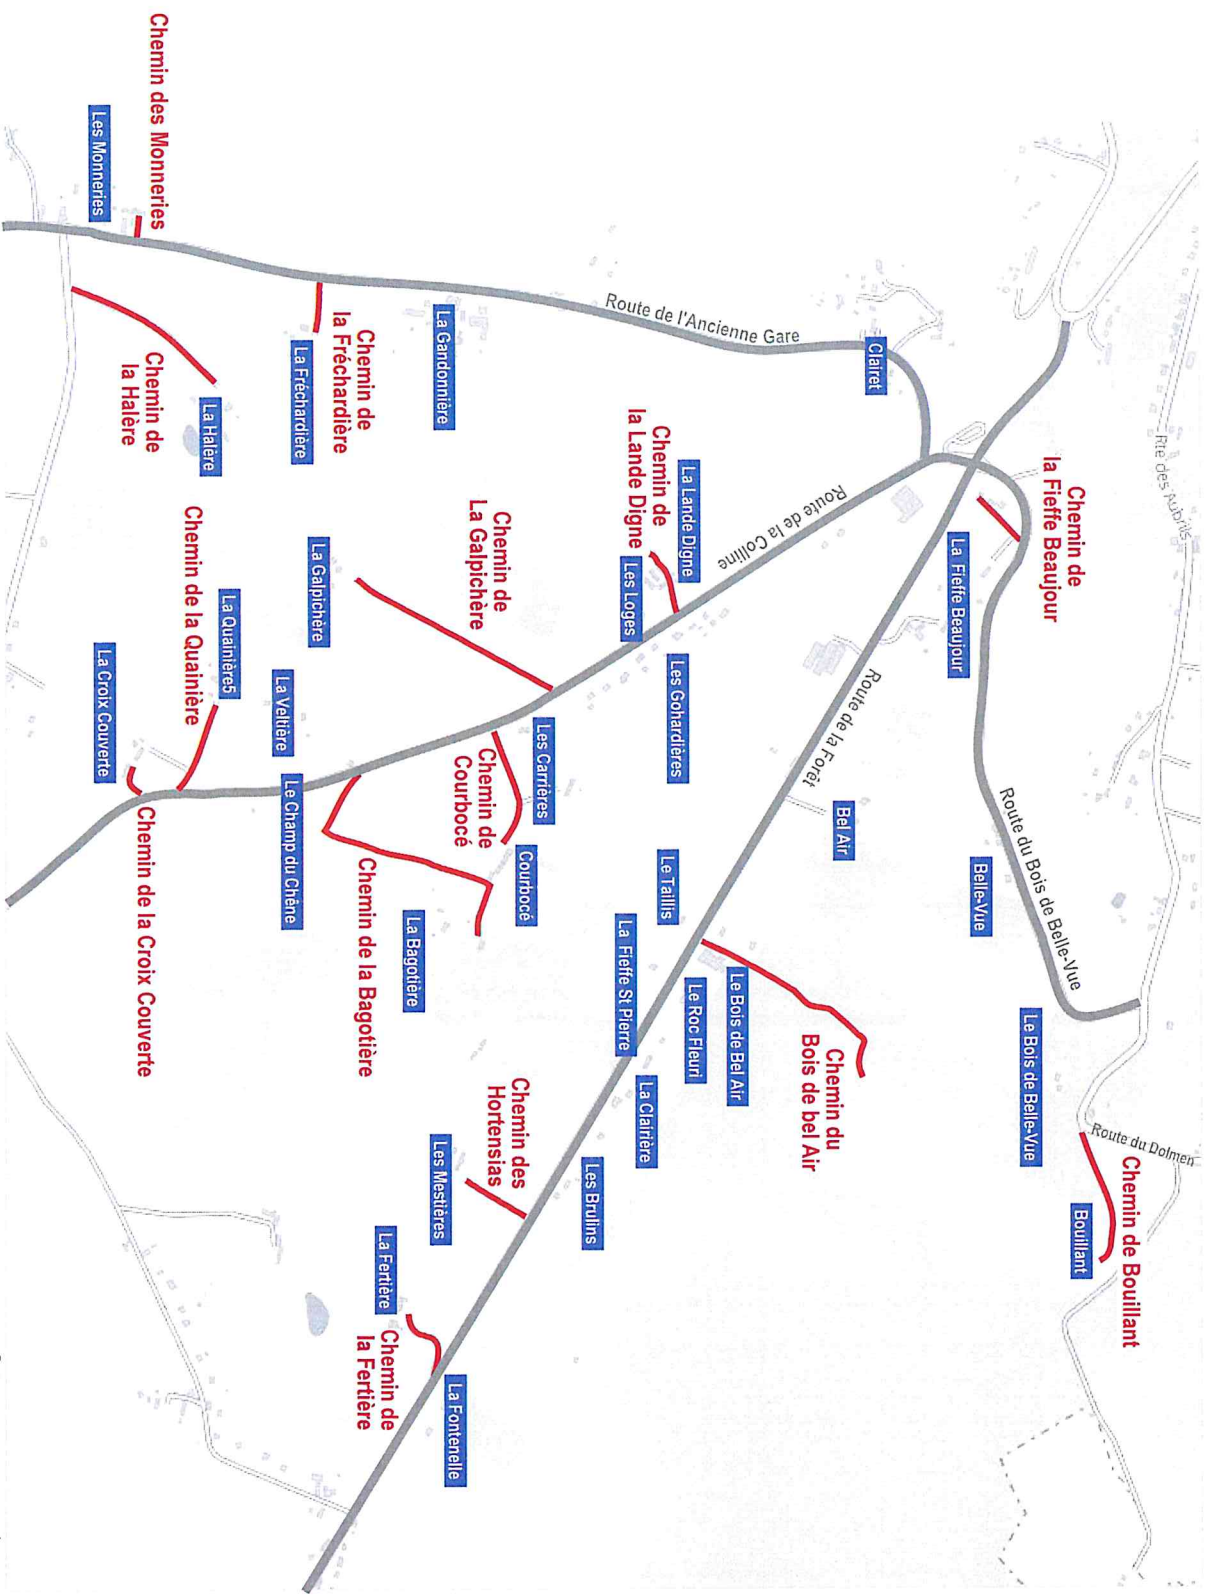 Rte des Aubrils
Route du Dolmen
Chemin de Bouillant
Bouillant
Chemin de
la Fieffe Beaujour
Route du Bois de Belle-Vue
Le Bois de Belle-Vue
Belle-Vue
La Fieffe Beaujour
Clairet
Route de la Forêt
Bel Air
Chemin du
Bois de bel Air
Route de la Colline
Route de l'Ancienne Gare
Le Bois de Bel Air
Le Roc Fleuri
La Lande Digne
Les Gohardières
Chemin de
la Lande Digne
Le Taillis
Les Loges
La Clairière
La Fieffe St Pierre
Les Brulins
Les Carrières
Courbocé
Chemin de
La Galpichère
Chemin de
Courbocé
Chemin des
Hortensias
La Gandonnière
Les Mestières
La Fontenelle
La Bagotière
Chemin de
la Fréchardière
Chemin de la Bagotière
La Fertière
Chemin de
la Fertière
La Fréchardière
La Galpichère
La Veltière
Le Champ du Chêne
La Halère
La Quainière5
Chemin de la Quainière
Chemin de
la Halère
Chemin de la Croix Couverte
La Croix Couverte
Chemin des Monneries
Les Monneries